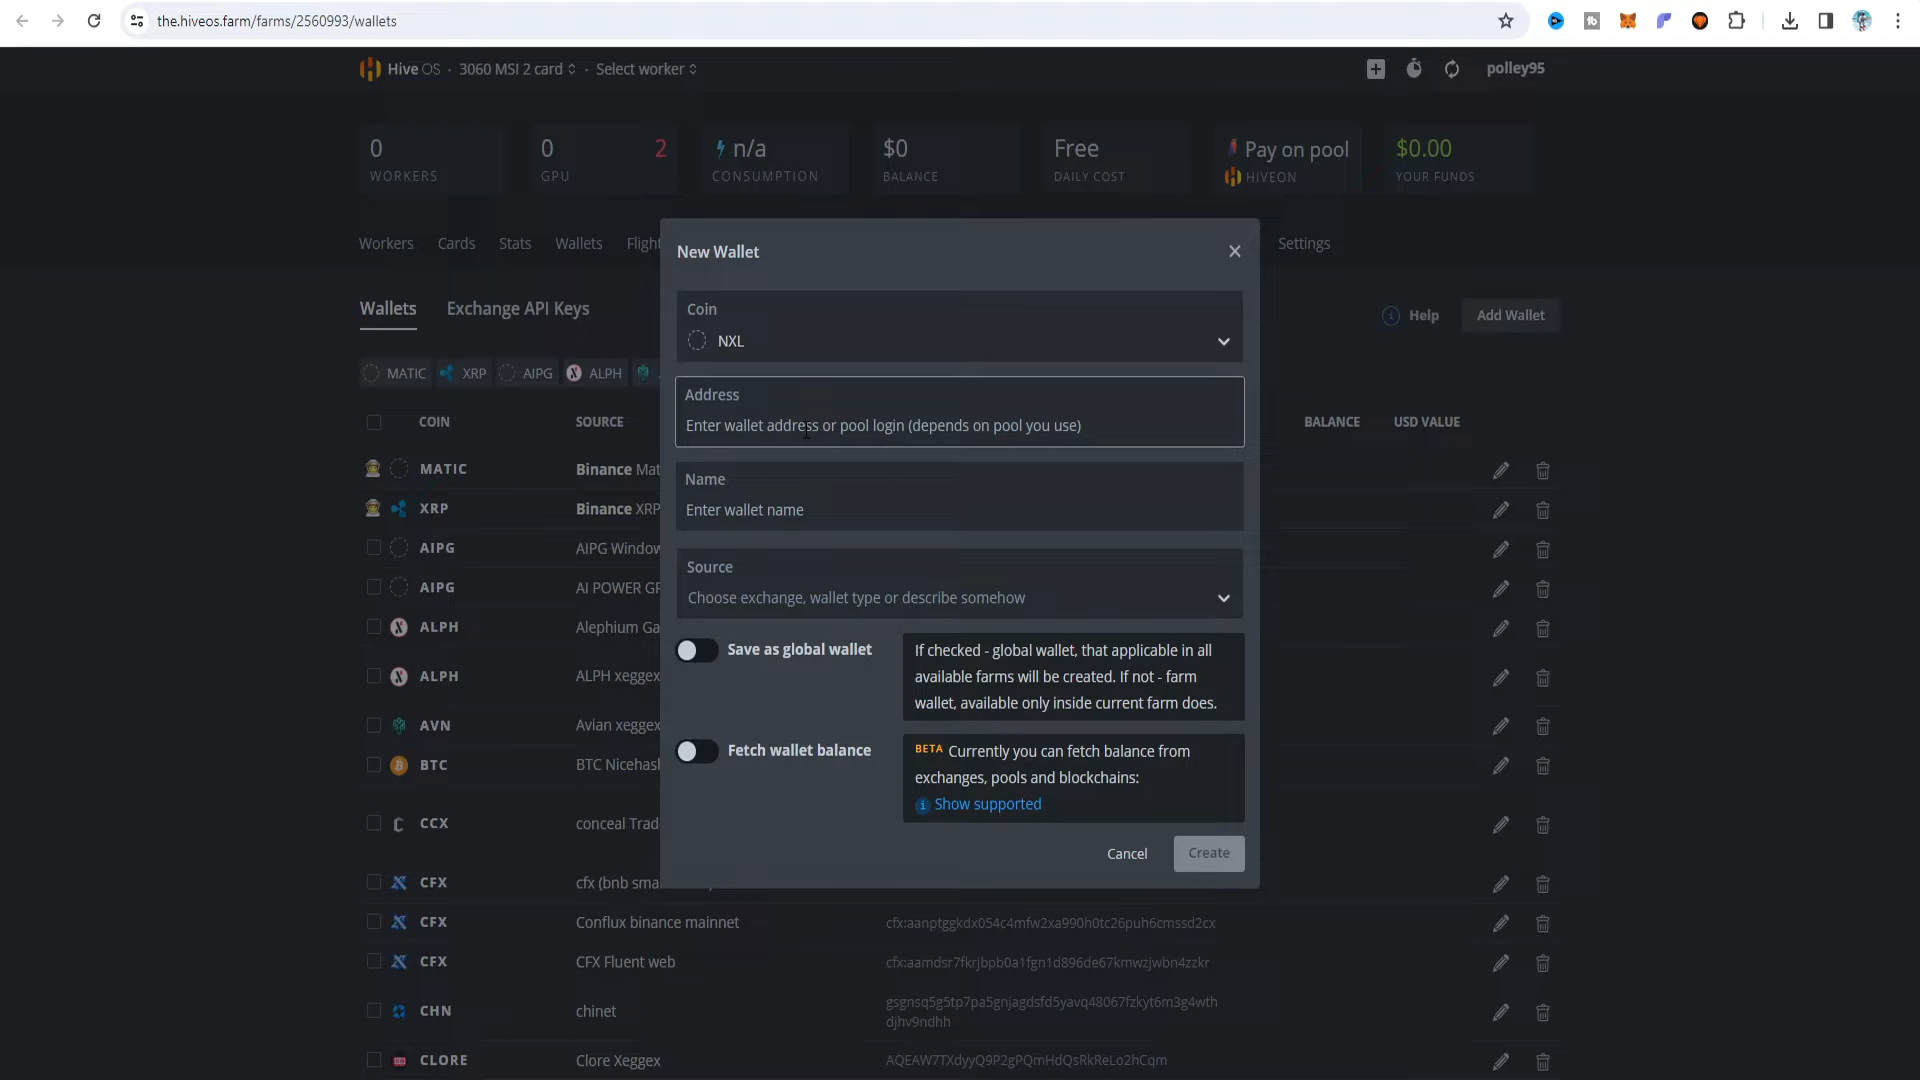 the.hiveos.farm/farms/2560993/wallets
Hive OS · 3060 MSI 2 card · Select worker
polley95
0 WORKERS
0 2 GPU
n/a CONSUMPTION
$0 BALANCE
Free DAILY COST
Pay on pool HIVEON
$0.00 YOUR FUNDS
Workers Cards Stats Wallets Flight Settings
New Wallet
Wallets Exchange API Keys
Help Add Wallet
Coin
NXL
MATIC XRP AIPG ALPH
Address
Enter wallet address or pool login (depends on pool you use)
COIN SOURCE BALANCE USD VALUE
MATIC Binance Mat
Name
Enter wallet name
XRP Binance XRP
AIPG AIPG Window
Source
Choose exchange, wallet type or describe somehow
AIPG AI POWER GR
ALPH Alephium Ga
Save as global wallet
If checked - global wallet, that applicable in all
available farms will be created. If not - farm
wallet, available only inside current farm does.
ALPH ALPH xeggex
AVN Avian xeggex
Fetch wallet balance
BETA Currently you can fetch balance from
exchanges, pools and blockchains:
Show supported
BTC BTC Nicehash
CCX conceal Trad
Cancel Create
CFX cfx (bnb sma
CFX Conflux binance mainnet cfx:aanptggkdx054c4mfw2xa990h0tc26puh6cmssd2cx
CFX CFX Fluent web cfx:aamdsr7fkrjbpb0a1fgn1d896de67kmwzjwbn4zzkr
CHN chinet gsgnsq5g5tp7pa5gnjagdsfd5yavq48067fzkyt6m3g4wth
djhv9ndhh
CLORE Clore Xeggex AQEAW7TXdyyQ9P2gPQmHdQsRkReLo2hCqm